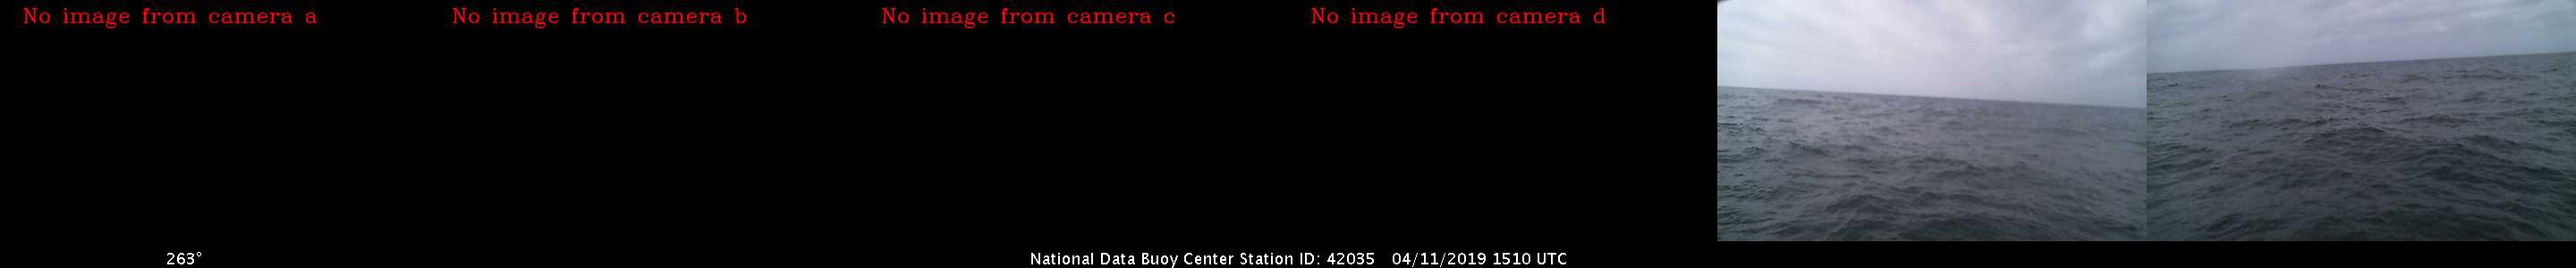 No image from camera a
No image from camera b
No image from camera c
No image from camera d
263°
National Data Buoy Center Station ID: 42035 04/11/2019 1510 UTC